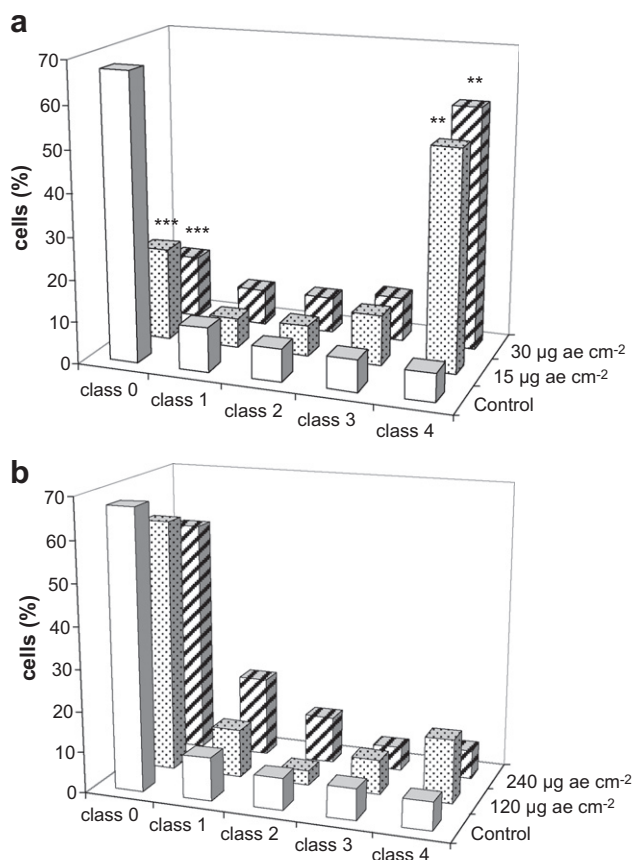 a
70
60
50
40
30
20
10
0
cells (%)
**
**
***
***
class 0
class 1
class 2
class 3
class 4
30 µg ae cm-2
15 µg ae cm-2
Control
b
70
60
50
40
30
20
10
0
cells (%)
class 0
class 1
class 2
class 3
class 4
240 µg ae cm-2
120 µg ae cm-2
Control